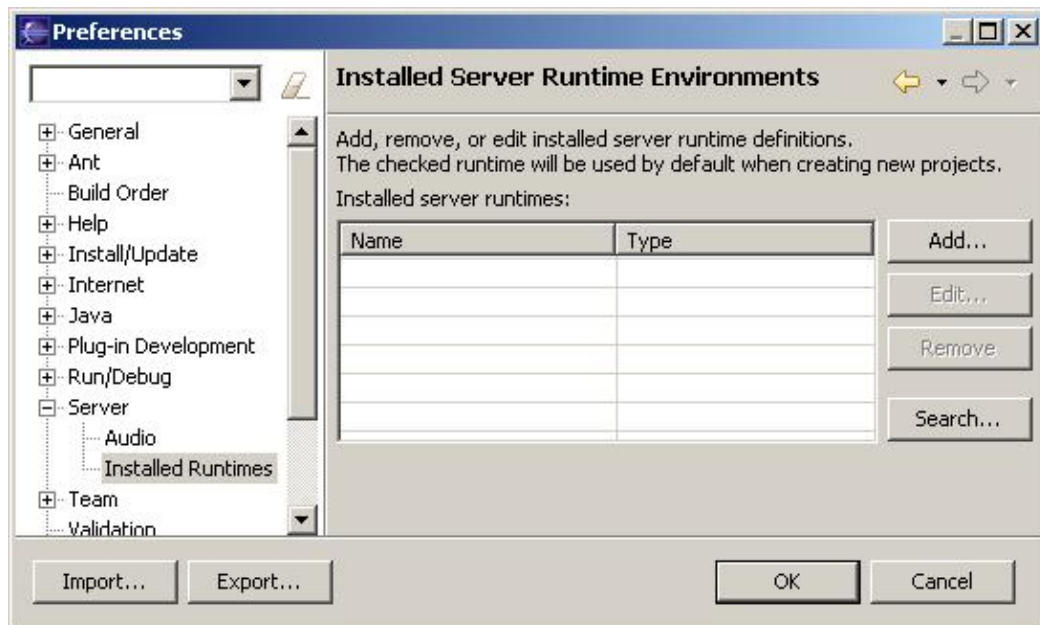 Preferences
Installed Server Runtime Environments
General
Ant
Build Order
Help
Install/Update
Internet
Java
Plug-in Development
Run/Debug
Server
Audio
Installed Runtimes
Team
Validation
Add, remove, or edit installed server runtime definitions.
The checked runtime will be used by default when creating new projects.
Installed server runtimes:
Name Type
Add...
Edit...
Remove
Search...
Import... Export... OK Cancel